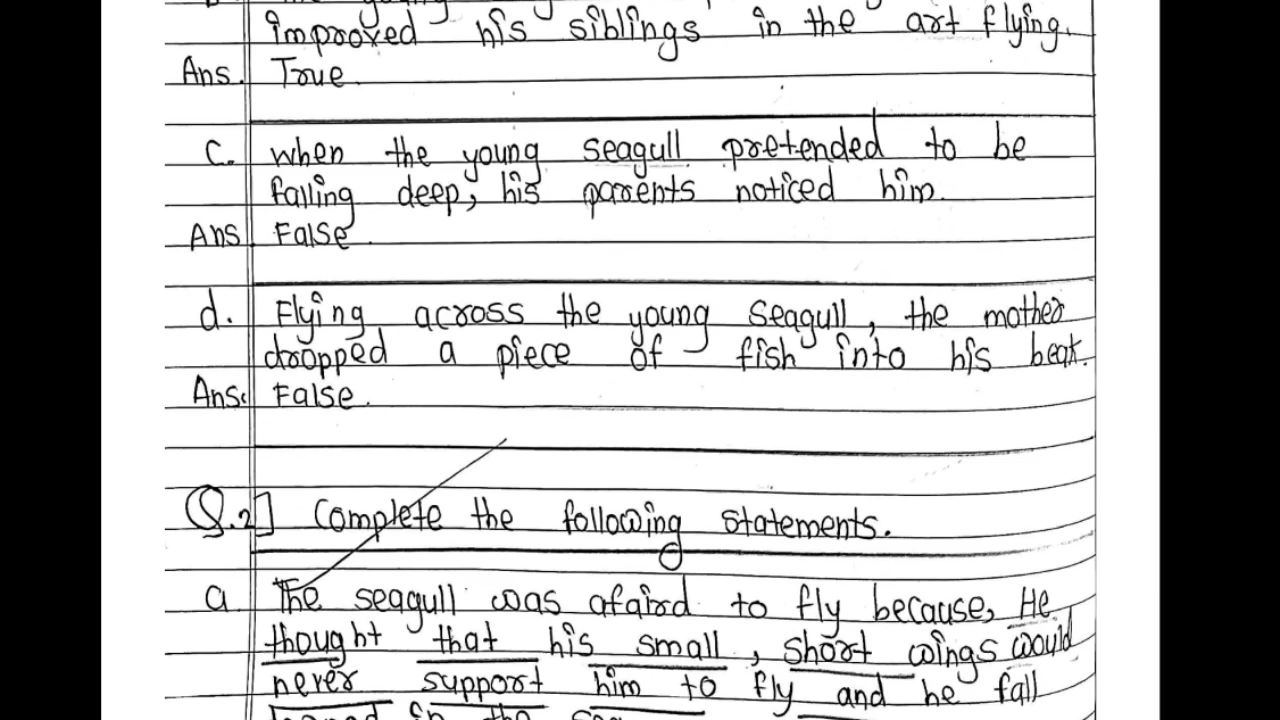 improved his siblings in the art flying.
Ans. True.
c. when the young seagull pretended to be
falling deep, his parents noticed him.
Ans. False.
d. Flying across the young seagull, the mother
dropped a piece of fish into his beak.
Ans. False.
Q.2] Complete the following statements.
a. The seagull was afaird to fly because, He
thought that his small, short wings would
never support him to fly and he fall
in the